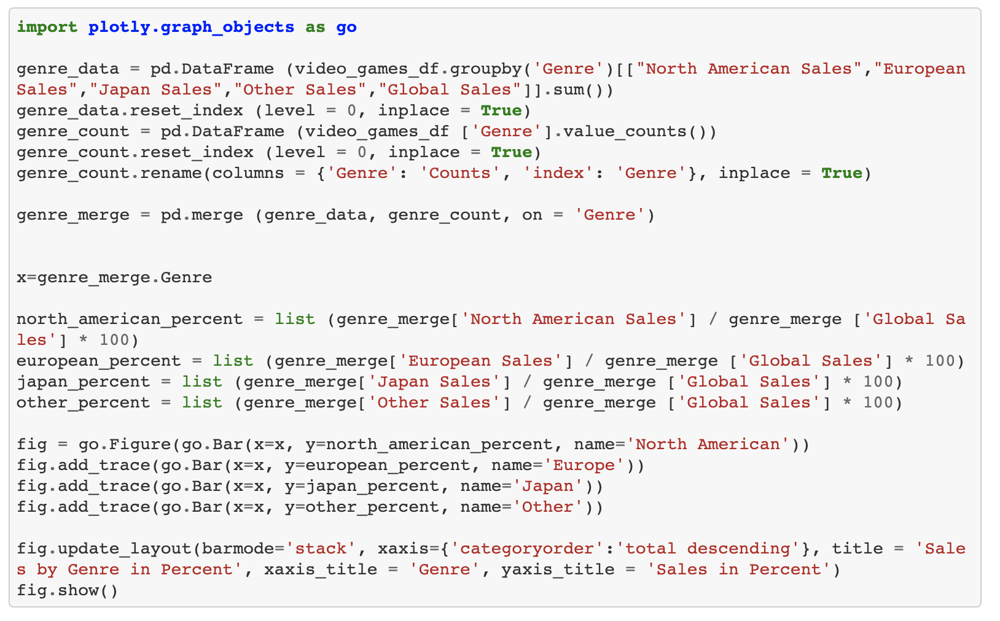 import plotly.graph_objects as go
genre_data = pd.DataFrame (video_games_df.groupby('Genre')[["North American Sales","European
Sales","Japan Sales","Other Sales","Global Sales"]].sum())
genre_data.reset_index (level = 0, inplace = True)
genre_count = pd.DataFrame (video_games_df ['Genre'].value_counts())
genre_count.reset_index (level = 0, inplace = True)
genre_count.rename(columns = {'Genre': 'Counts', 'index': 'Genre'}, inplace = True)
genre_merge = pd.merge (genre_data, genre_count, on = 'Genre')
x=genre_merge.Genre
north_american_percent = list (genre_merge['North American Sales'] / genre_merge ['Global Sa
les'] * 100)
european_percent = list (genre_merge['European Sales'] / genre_merge ['Global Sales'] * 100)
japan_percent = list (genre_merge['Japan Sales'] / genre_merge ['Global Sales'] * 100)
other_percent = list (genre_merge['Other Sales'] / genre_merge ['Global Sales'] * 100)
fig = go.Figure(go.Bar(x=x, y=north_american_percent, name='North American'))
fig.add_trace(go.Bar(x=x, y=european_percent, name='Europe'))
fig.add_trace(go.Bar(x=x, y=japan_percent, name='Japan'))
fig.add_trace(go.Bar(x=x, y=other_percent, name='Other'))
fig.update_layout(barmode='stack', xaxis={'categoryorder':'total descending'}, title = 'Sale
s by Genre in Percent', xaxis_title = 'Genre', yaxis_title = 'Sales in Percent')
fig.show()